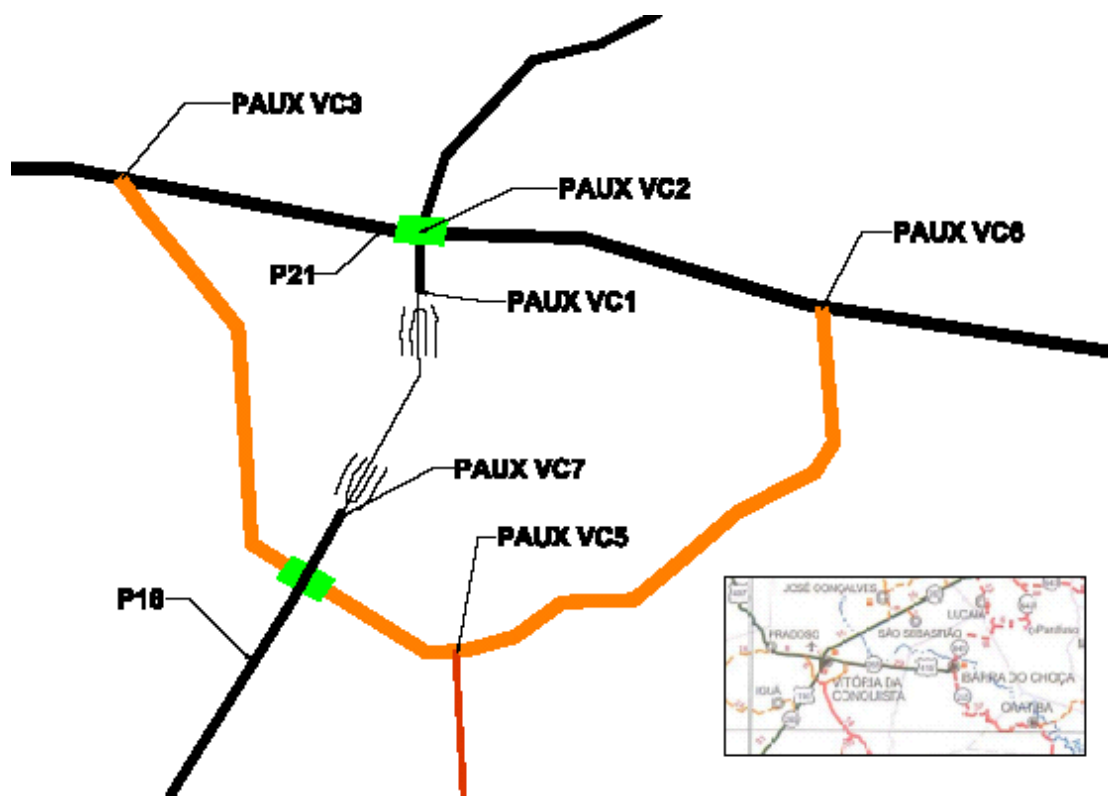 PAUX VC3
PAUX VC2
PAUX VC6
P21
PAUX VC1
PAUX VC7
PAUX VC5
P18
JOSÉ GONÇALVES
LUCAIA
PRADOSO
SÃO SEBASTIÃO
VITÓRIA DA
CONQUISTA
BARRA DO CHOÇA
IGUÁ